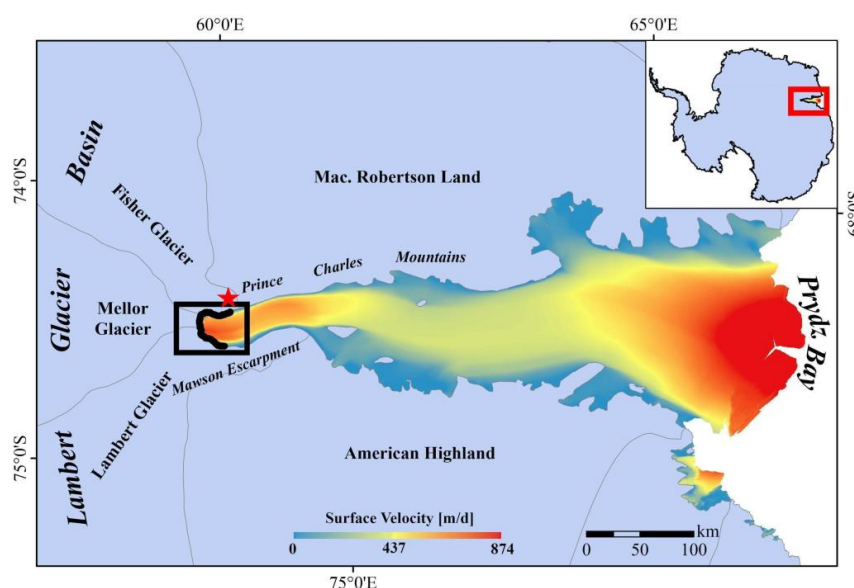 60°0'E
65°0'E
74°0'S
Basin
Fisher Glacier
Mac. Robertson Land
68°0'S
Prince
Charles
Mountains
Mellor
Glacier
Glacier
Mawson Escarpment
Prydz Bay
Lambert Glacier
Lambert
75°0'S
American Highland
Surface Velocity [m/d]
0
437
874
km
0
50
100
75°0'E